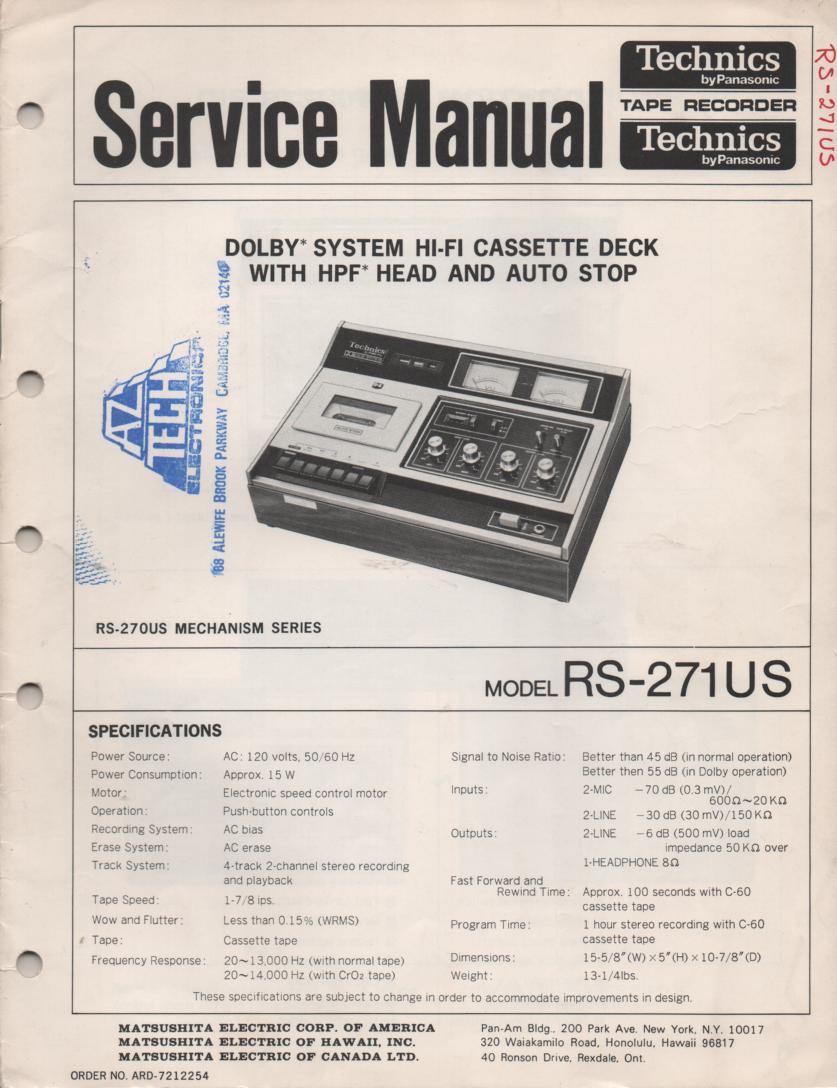 Service Manual
Technics
by Panasonic
TAPE RECORDER
Technics
by Panasonic
RS-271US
DOLBY* SYSTEM HI-FI CASSETTE DECK
WITH HPF* HEAD AND AUTO STOP
AZ
TECH
ELECTRONICS
168 ALEWIFE BROOK PARKWAY CAMBRIDGE, MA 02140
Technics
RS-270US MECHANISM SERIES
MODEL RS-271US
SPECIFICATIONS
Power Source: AC: 120 volts, 50/60 Hz
Power Consumption: Approx. 15 W
Motor: Electronic speed control motor
Operation: Push-button controls
Recording System: AC bias
Erase System: AC erase
Track System: 4-track 2-channel stereo recording
and playback
Tape Speed: 1-7/8 ips.
Wow and Flutter: Less than 0.15% (WRMS)
Tape: Cassette tape
Frequency Response: 20~13,000 Hz (with normal tape)
20~14,000 Hz (with CrO2 tape)
Signal to Noise Ratio: Better than 45 dB (in normal operation)
Better then 55 dB (in Dolby operation)
Inputs: 2-MIC −70 dB (0.3 mV)/
600Ω~20 KΩ
2-LINE −30 dB (30 mV)/150 KΩ
Outputs: 2-LINE −6 dB (500 mV) load
impedance 50 KΩ over
1-HEADPHONE 8Ω
Fast Forward and
Rewind Time: Approx. 100 seconds with C-60
cassette tape
Program Time: 1 hour stereo recording with C-60
cassette tape
Dimensions: 15-5/8″(W)×5″(H)×10-7/8″(D)
Weight: 13-1/4lbs.
These specifications are subject to change in order to accommodate improvements in design.
MATSUSHITA ELECTRIC CORP. OF AMERICA Pan-Am Bldg., 200 Park Ave. New York, N.Y. 10017
MATSUSHITA ELECTRIC OF HAWAII, INC. 320 Waiakamilo Road, Honolulu, Hawaii 96817
MATSUSHITA ELECTRIC OF CANADA LTD. 40 Ronson Drive, Rexdale, Ont.
ORDER NO. ARD-7212254